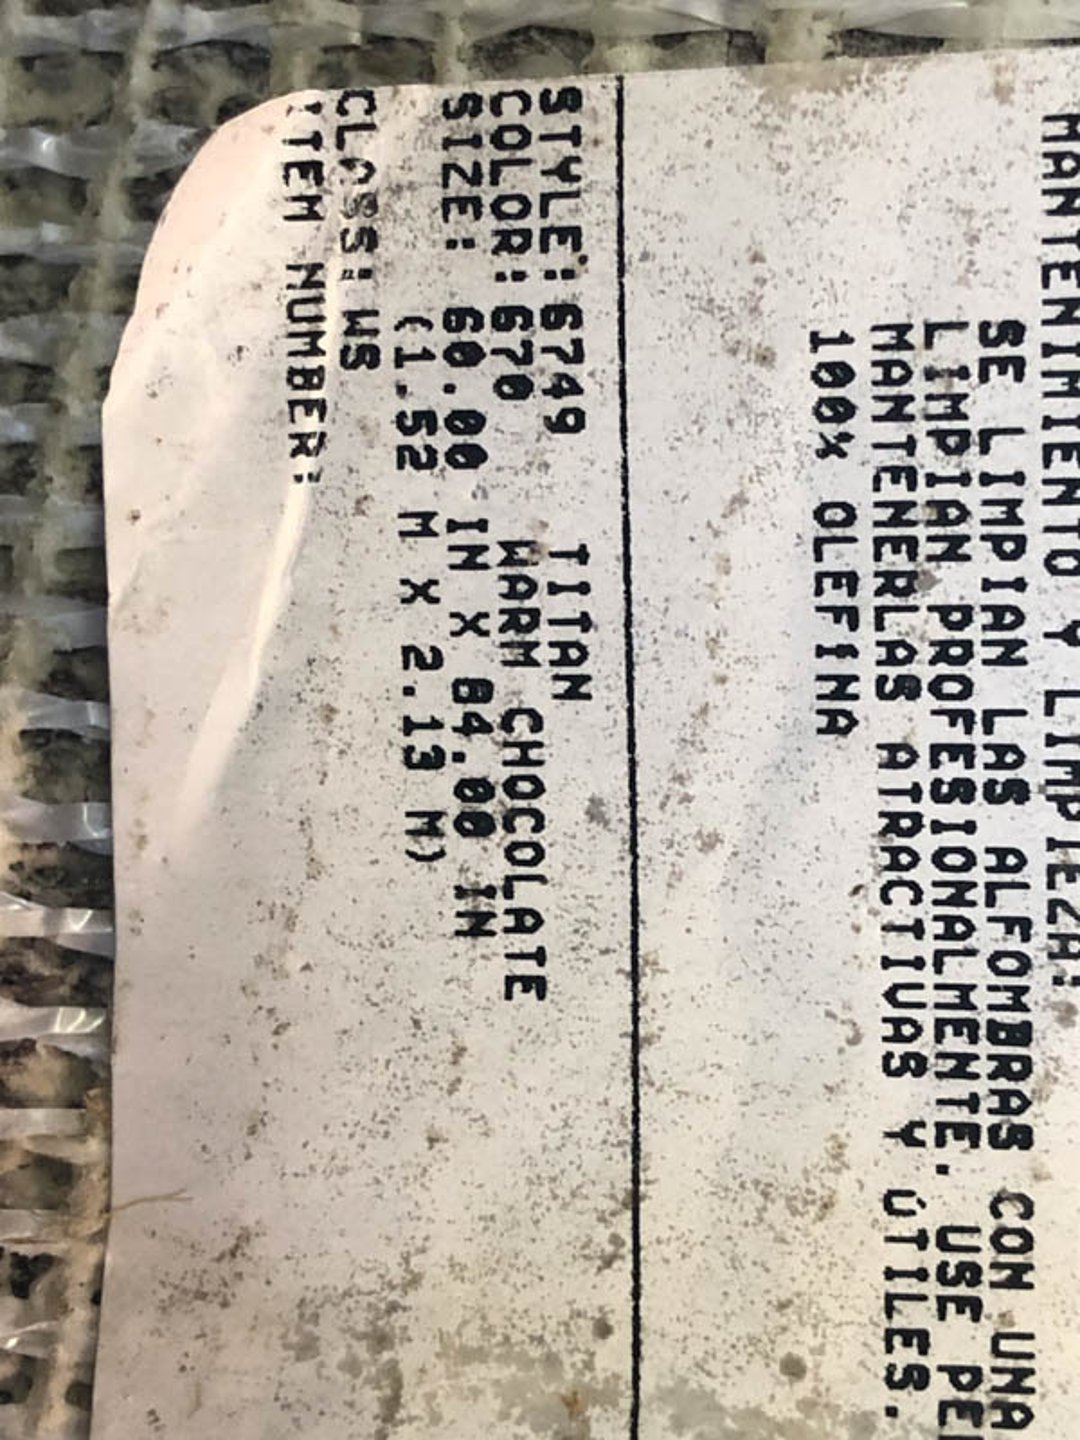 MANTENIMIENTO Y LIMPIEZA:
SE LIMPIAN LAS ALFOMBRAS CON UNA
LIMPIAN PROFESIONALMENTE. USE
MANTENERLAS ATRACTIVAS Y ÚTILES.
100% OLEFINA
STYLE: 6749 TITAN
COLOR: 670 WARM CHOCOLATE
SIZE: 60.00 IN X 84.00 IN
(1.52 M X 2.13 M)
CLASS: WS
ITEM NUMBER: